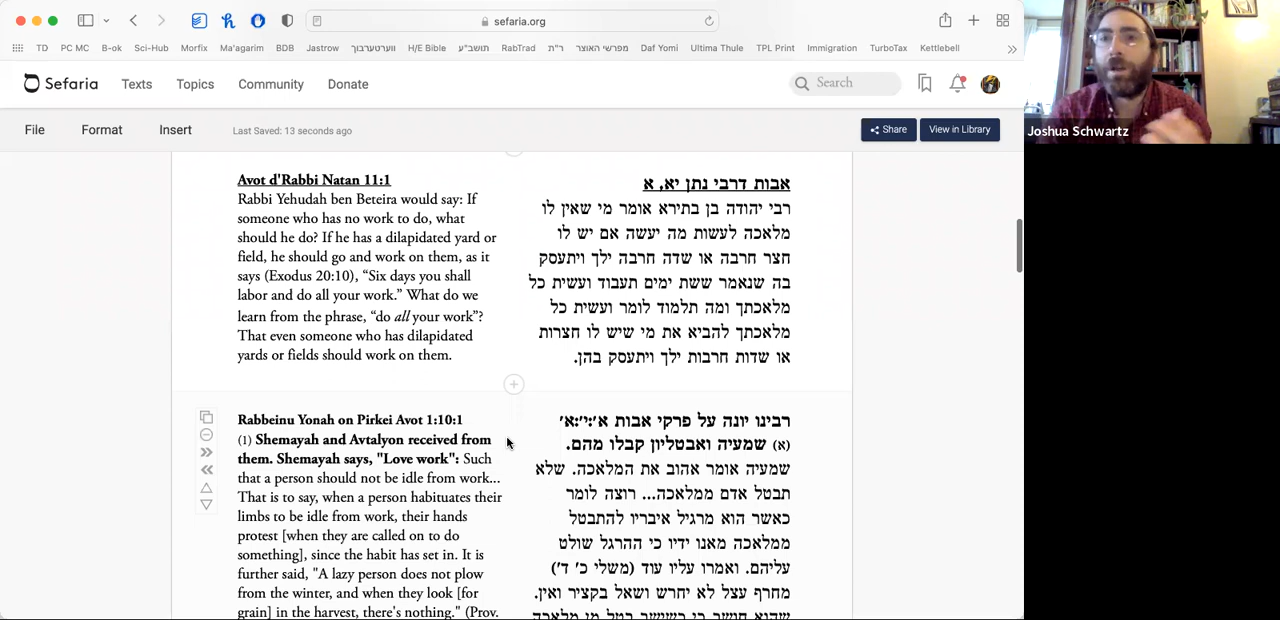 sefaria.org
TD PC MC B-ok Sci-Hub Morfix Ma'agarim BDB Jastrow ווערטערבוך H/E Bible תושב"ע RabTrad ר"ת מפרשי האוצר Daf Yomi Ultima Thule TPL Print Immigration TurboTax Kettlebell
Sefaria Texts Topics Community Donate Search
File Format Insert Last Saved: 13 seconds ago Share View in Library
Joshua Schwartz
Avot d'Rabbi Natan 11:1
Rabbi Yehudah ben Beteira would say: If
someone who has no work to do, what
should he do? If he has a dilapidated yard or
field, he should go and work on them, as it
says (Exodus 20:10), “Six days you shall
labor and do all your work.” What do we
learn from the phrase, “do all your work”?
That even someone who has dilapidated
yards or fields should work on them.
אבות דרבי נתן יא, א
רבי יהודה בן בתירא אומר מי שאין לו
מלאכה לעשות מה יעשה אם יש לו
חצר חרבה או שדה חרבה ילך ויתעסק
בה שנאמר ששת ימים תעבוד ועשית כל
מלאכתך ומה תלמוד לומר ועשית כל
מלאכתך להביא את מי שיש לו חצרות
או שדות חרבות ילך ויתעסק בהן.
Rabbeinu Yonah on Pirkei Avot 1:10:1
(1) Shemayah and Avtalyon received from
them. Shemayah says, "Love work": Such
that a person should not be idle from work...
That is to say, when a person habituates their
limbs to be idle from work, their hands
protest [when they are called on to do
something], since the habit has set in. It is
further said, "A lazy person does not plow
from the winter, and when they look [for
grain] in the harvest, there's nothing." (Prov.
רבינו יונה על פרקי אבות א׳:י׳:א׳
(א) שמעיה ואבטליון קבלו מהם.
שמעיה אומר אהוב את המלאכה. שלא
תבטל אדם ממלאכה... רוצה לומר
כאשר הוא מרגיל איבריו להתבטל
ממלאכה מאנו ידיו כי ההרגל שולט
עליהם. ואמרו עליו עוד (משלי כ׳ ד׳)
מחרף עצל לא יחרש ושאל בקציר ואין.
שהוא חושב כי כשישב בטל מן מלאכה